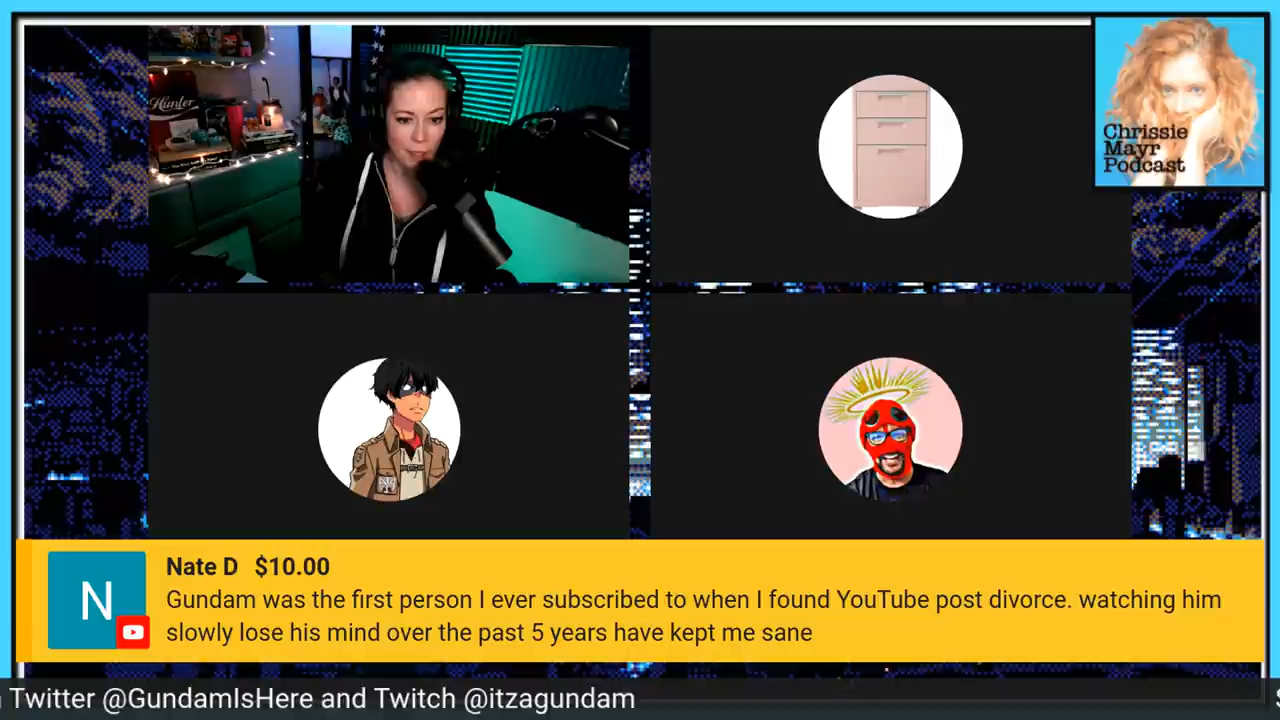 Hunter
Chrissie
Mayr
Podcast
N
Nate D $10.00
Gundam was the first person I ever subscribed to when I found YouTube post divorce. watching him
slowly lose his mind over the past 5 years have kept me sane
Twitter @GundamIsHere and Twitch @itzagundam